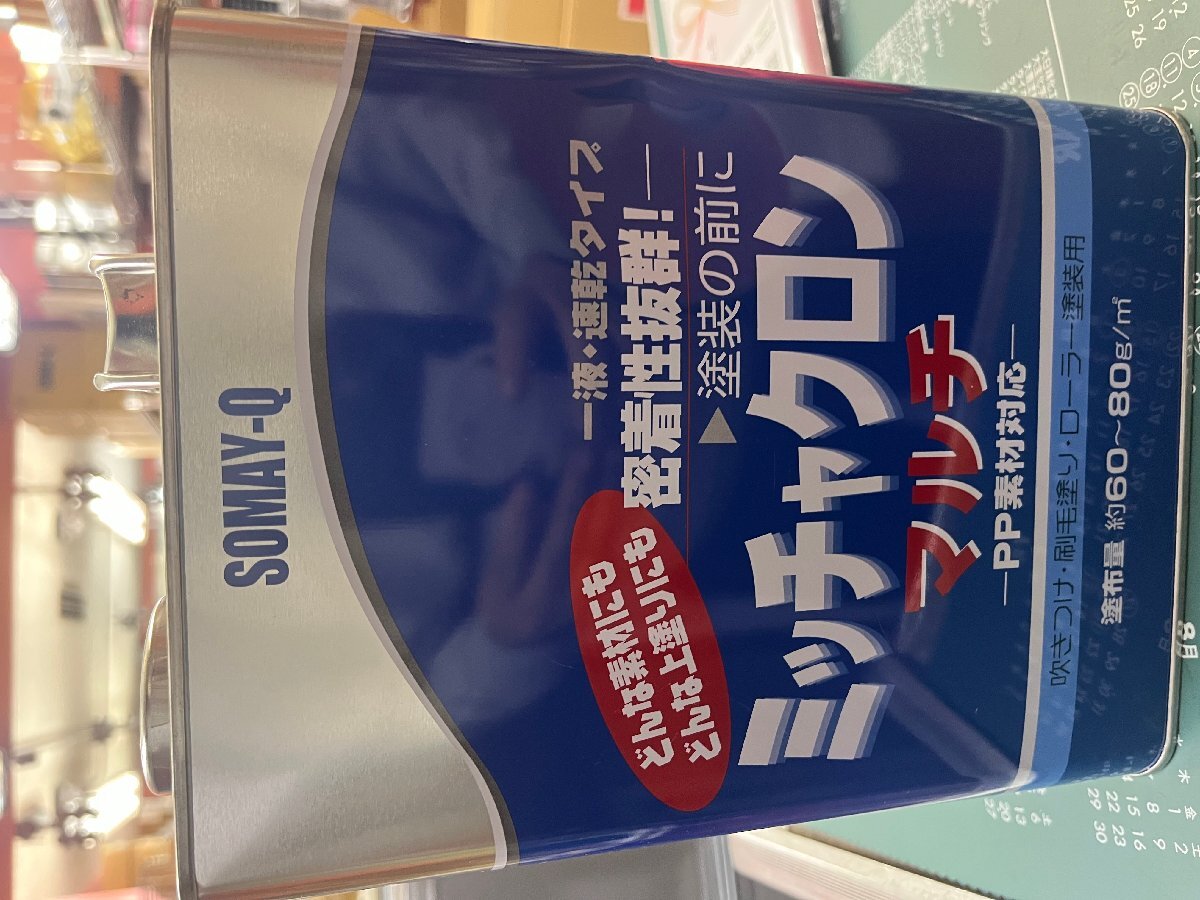 SOMAY-Q
一液・速乾タイプ
密着性抜群!
どんな素材にも
どんな上塗りにも
塗装の前に
ミッチャクロン
マルチ
PP素材対応
吹きつけ・刷毛塗り・ローラー塗装用
塗布量 約60～80g/㎡